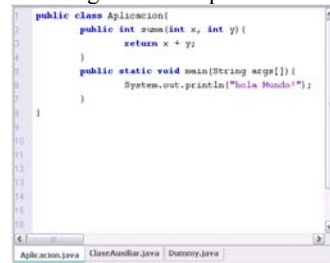 1 public class Aplicacion{
2 public int suma(int x, int y){
3 return x + y;
4 }
5 public static void main(String args[]){
6 System.out.println("hola Mundo!");
7 }
8 }
9
10
11
12
13
14
15
16
Aplicacion.java ClaseAuxiliar.java Dummy.java